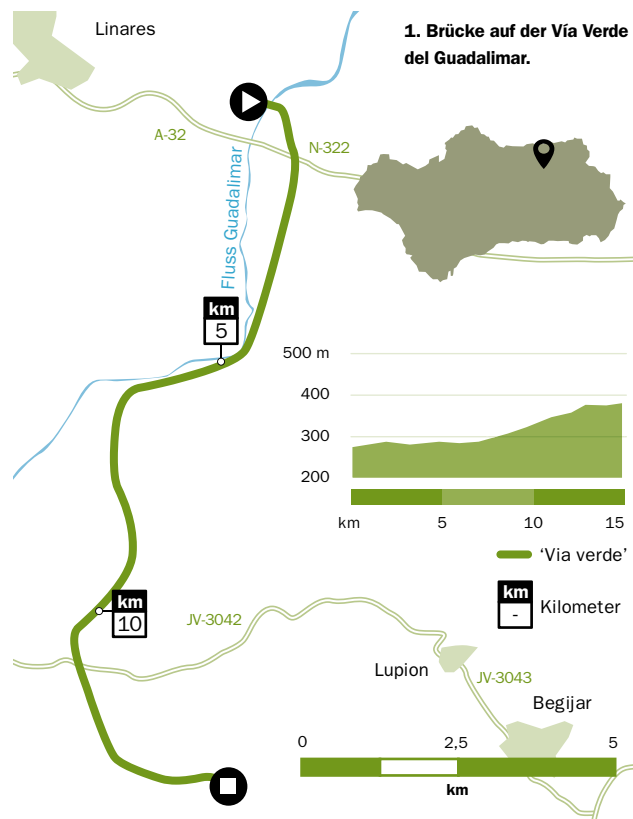 Linares
1. Brücke auf der Vía Verde
del Guadalimar.
A-32
N-322
Fluss Guadalimar
km
5
500 m
400
300
200
km
5
10
15
‘Via verde’
km
-
Kilometer
km
10
JV-3042
Lupion
JV-3043
Begijar
0
2,5
5
km